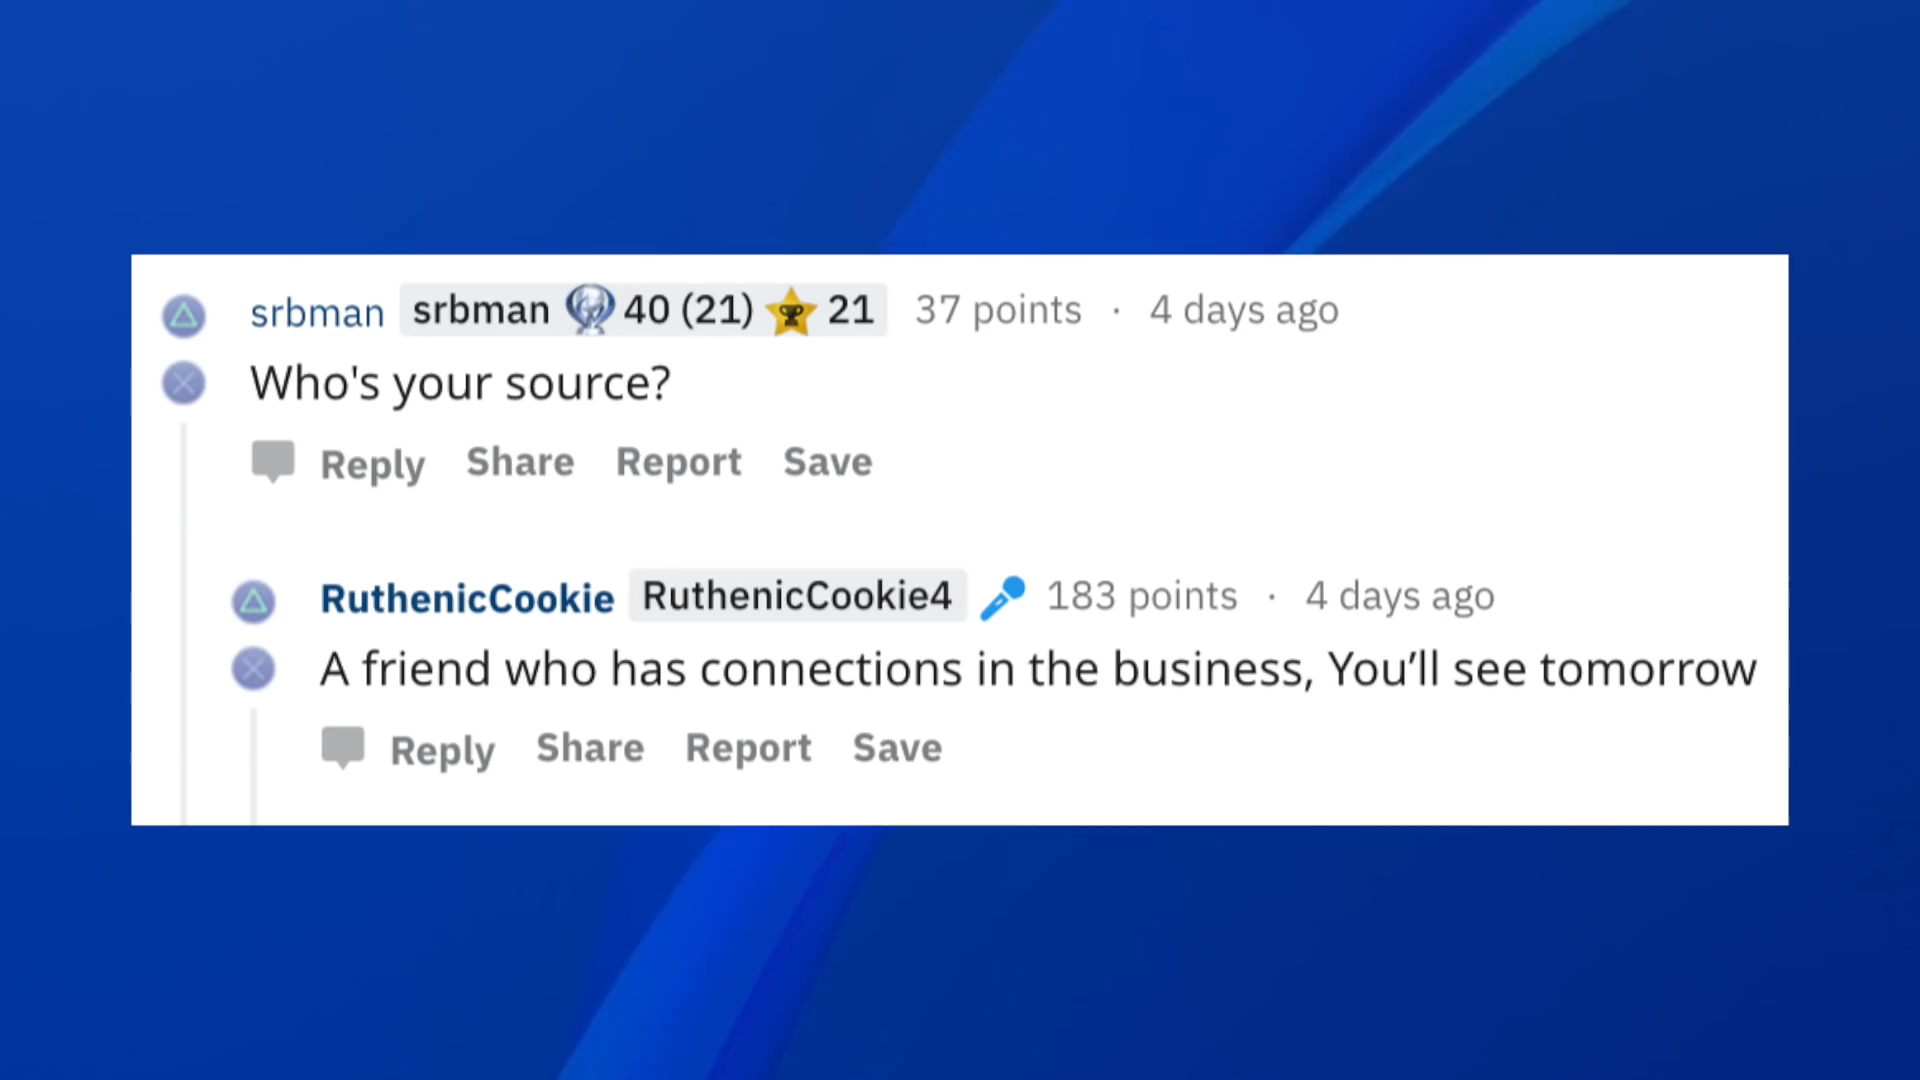 srbman srbman 40 (21) 21 37 points · 4 days ago
Who's your source?
Reply Share Report Save
RuthenicCookie RuthenicCookie4 183 points · 4 days ago
A friend who has connections in the business, You’ll see tomorrow
Reply Share Report Save